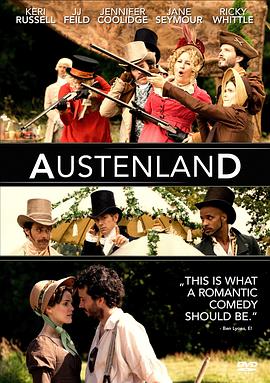 KERI RUSSELL JJ FEILD JENNIFER COOLIDGE JANE SEYMOUR RICKY WHITTLE
AUSTENLAND
„THIS IS WHAT
A ROMANTIC
COMEDY
SHOULD BE."
- Ben Lyons, E!
DVD